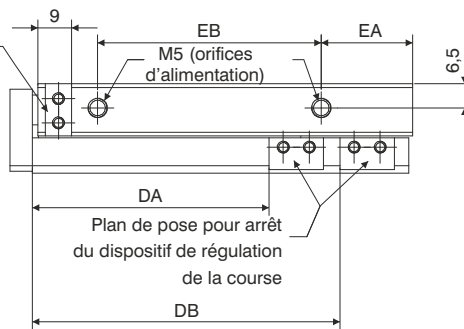 9
EB
EA
M5 (orifices
d'alimentation)
6,5
DA
Plan de pose pour arrêt
du dispositif de régulation
de la course
DB